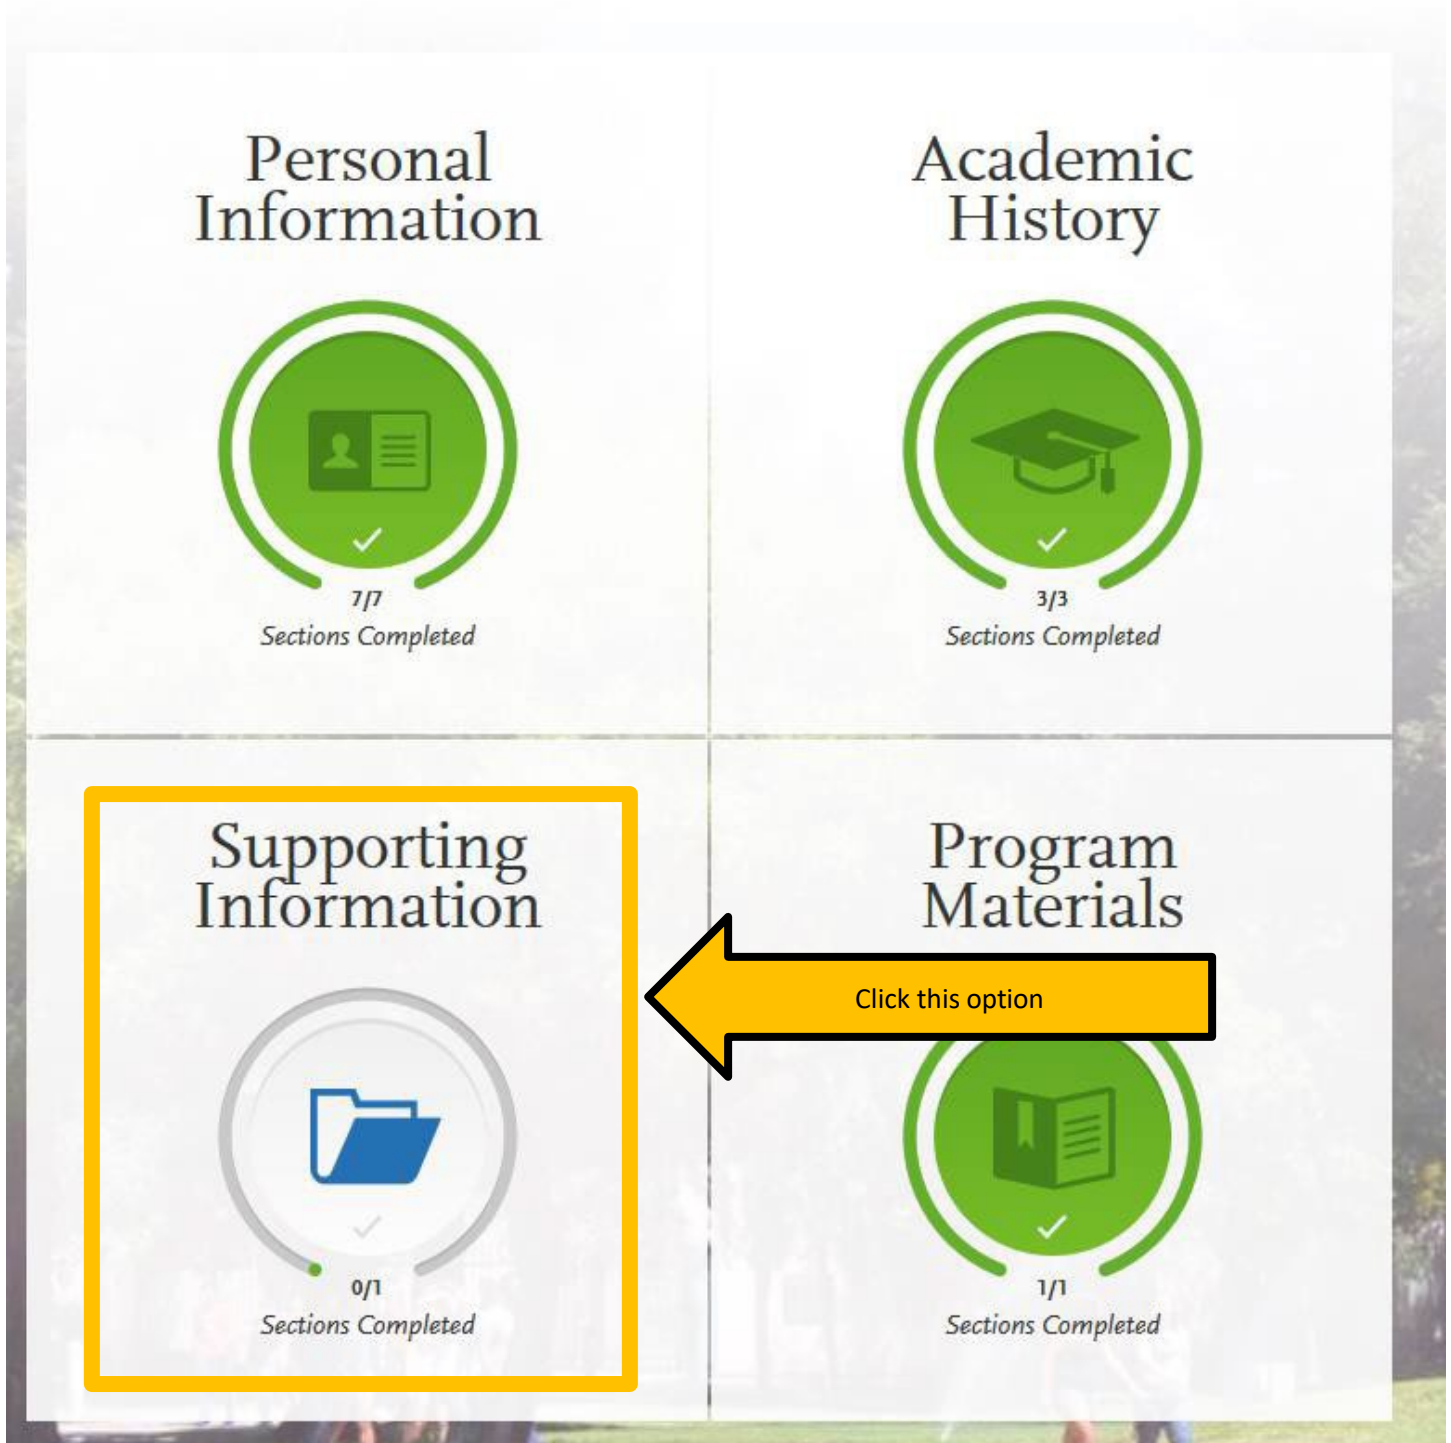 Personal
Information
7/7
Sections Completed
Academic
History
3/3
Sections Completed
Supporting
Information
0/1
Sections Completed
Program
Materials
Click this option
1/1
Sections Completed